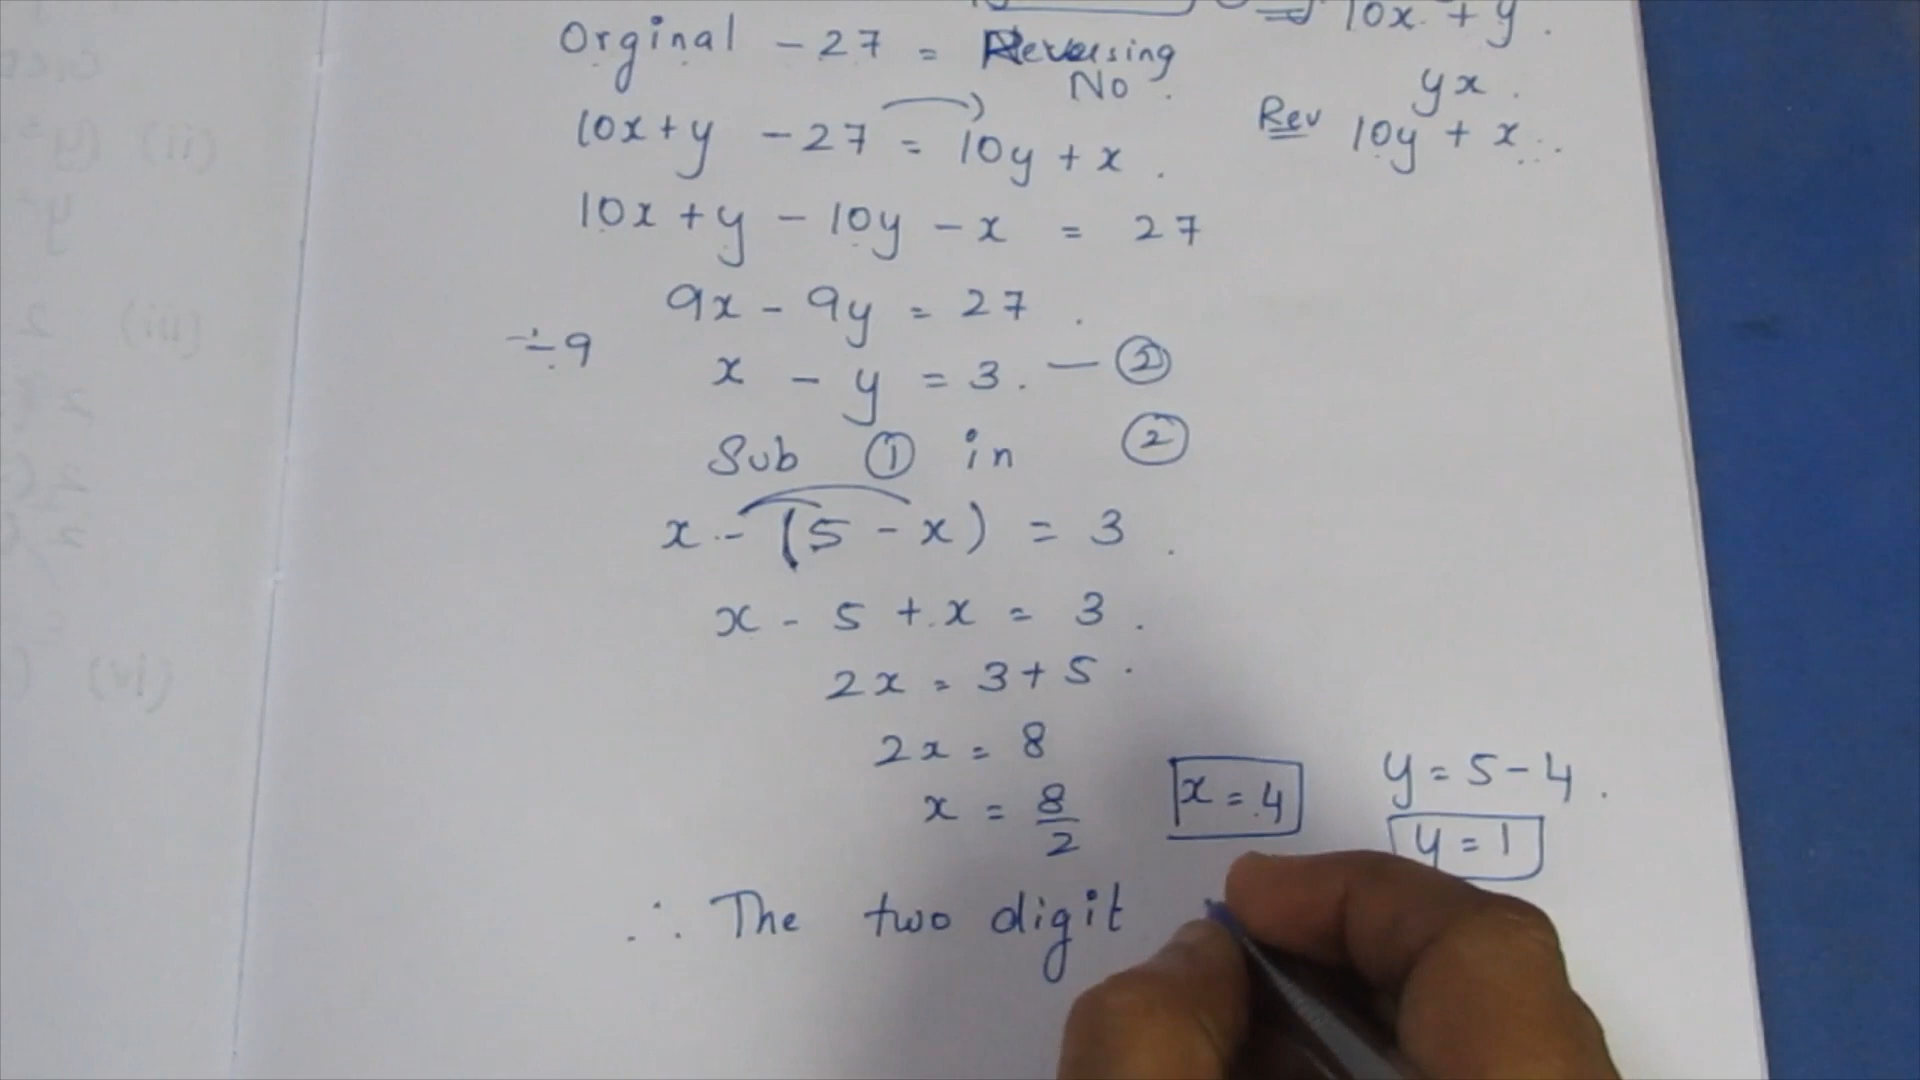 ⇒ 10x + y.
Orginal - 27 = Reversing No.
yx.
10x + y - 27 = 10y + x.
Rev 10y + x.
10x + y - 10y - x = 27
9x - 9y = 27.
÷ 9
x - y = 3. — ②
Sub ① in ②
x - (5 - x) = 3.
x - 5 + x = 3.
2x = 3 + 5.
2x = 8
x = 8/2
x = 4
y = 5 - 4.
y = 1
∴ The two digit